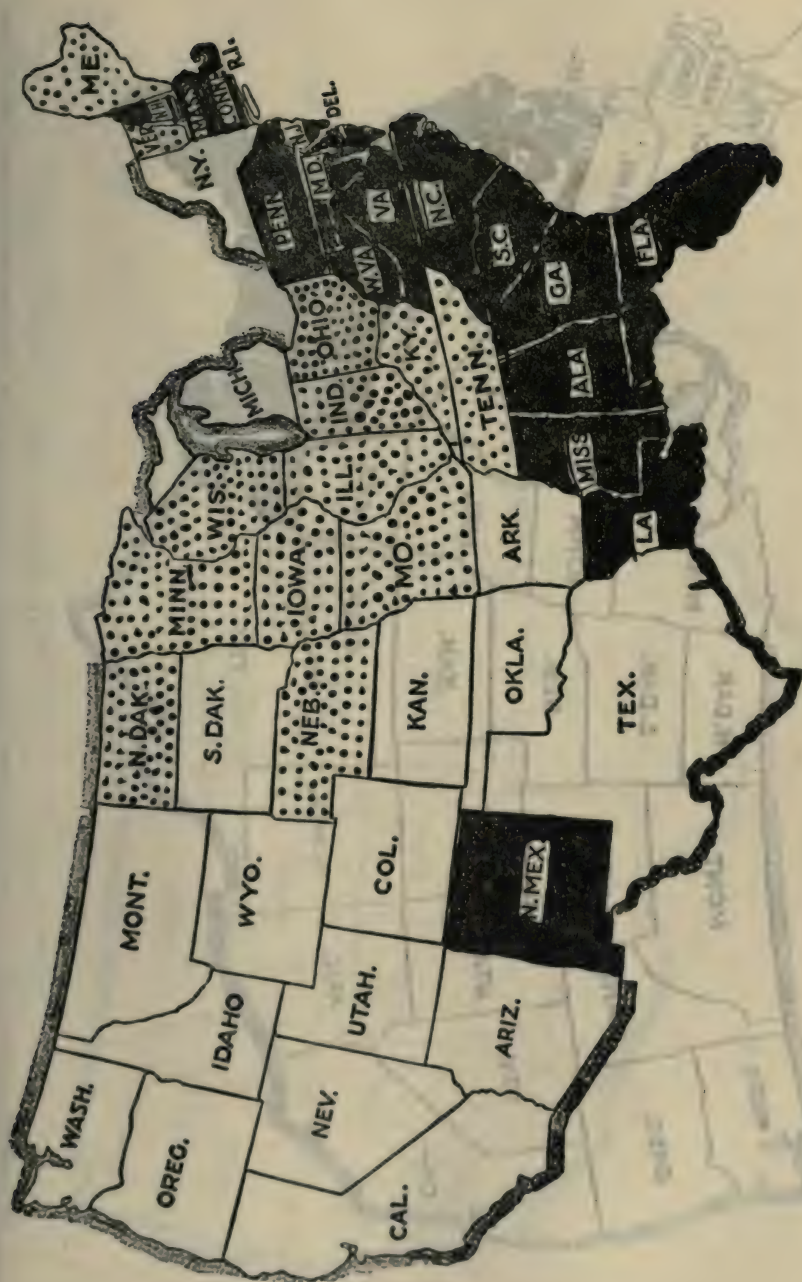 WASH.
OREG.
CAL.
NEV.
IDAHO
MONT.
WYO.
UTAH.
COL.
ARIZ.
N.MEX.
N.DAK.
S.DAK.
NEB.
KAN.
OKLA.
TEX.
MINN.
IOWA.
MO.
ARK.
LA
WIS.
ILL.
MICH.
IND.
OHIO.
KY.
TENN.
MISS
ALA
GA.
FLA
S.C
N.C.
VA
W.VA
M.D.
DEL.
N.J
PENN
N.Y.
VER
N.H.
ME.
MASS
CONN.
R.I.